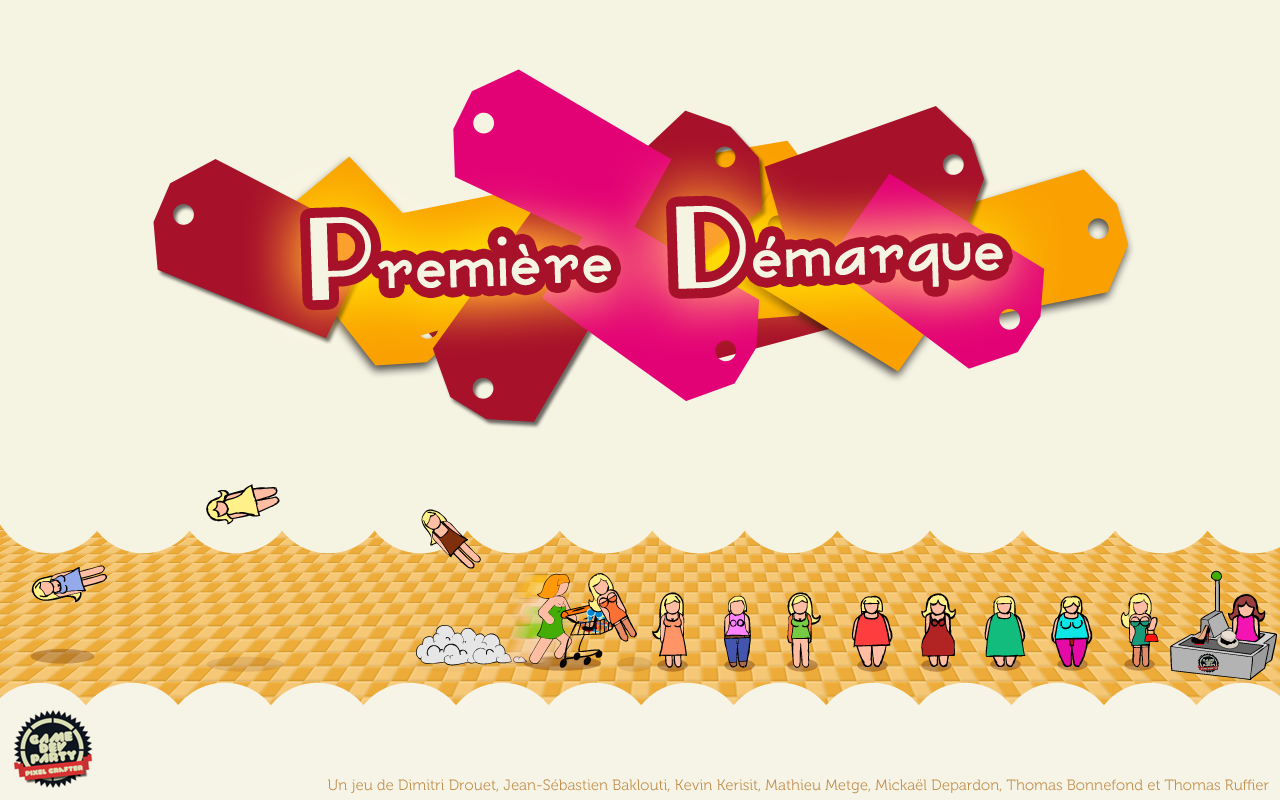 Première Démarque
GAME
DEV
PARTY
PIXEL CRAFTER
Un jeu de Dimitri Drouet, Jean-Sébastien Baklouti, Kevin Kerisit, Mathieu Metge, Mickaël Depardon, Thomas Bonnefond et Thomas Ruffier